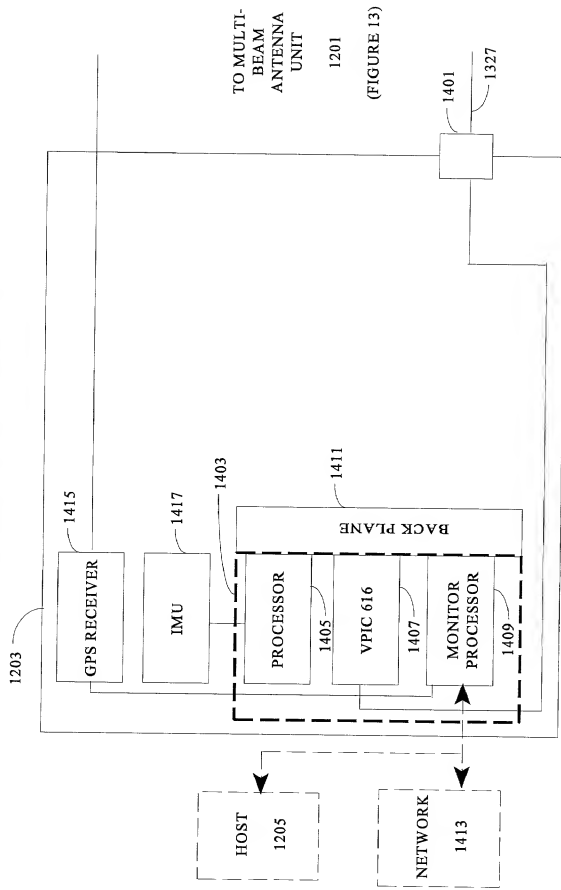 1203
1415
GPS RECEIVER
1417
IMU
1403
PROCESSOR
1405
VPIC 616
1407
MONITOR
PROCESSOR
1409
1411
BACK PLANE
HOST
1205
NETWORK
1413
TO MULTI-
BEAM
ANTENNA
UNIT
1201
(FIGURE 13)
1401
1327